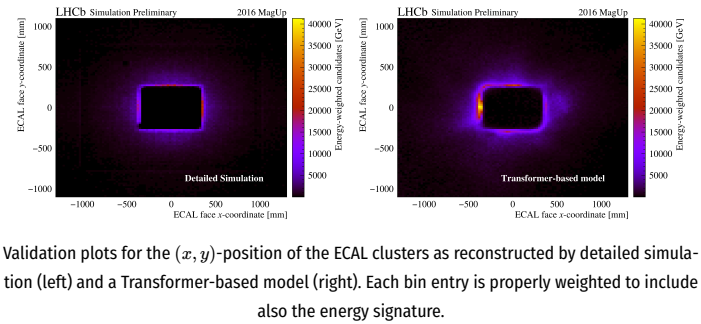 LHCb Simulation Preliminary 2016 MagUp
1000
500
0
−500
−1000
ECAL face y-coordinate [mm]
Detailed Simulation
−1000 −500 0 500 1000
ECAL face x-coordinate [mm]
40000
35000
30000
25000
20000
15000
10000
5000
Energy-weighted candidates [GeV]
LHCb Simulation Preliminary 2016 MagUp
1000
500
0
−500
−1000
ECAL face y-coordinate [mm]
Transformer-based model
−1000 −500 0 500 1000
ECAL face x-coordinate [mm]
40000
35000
30000
25000
20000
15000
10000
5000
Energy-weighted candidates [GeV]
Validation plots for the (x, y)-position of the ECAL clusters as reconstructed by detailed simula-
tion (left) and a Transformer-based model (right). Each bin entry is properly weighted to include
also the energy signature.